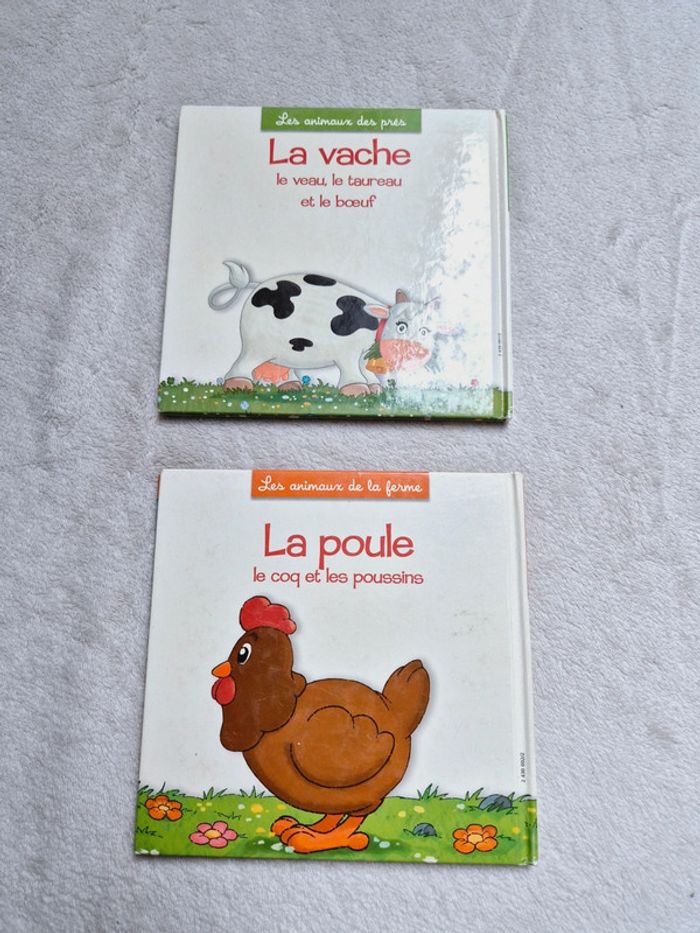 Les animaux des prés
La vache
le veau, le taureau
et le bœuf
Les animaux de la ferme
La poule
le coq et les poussins